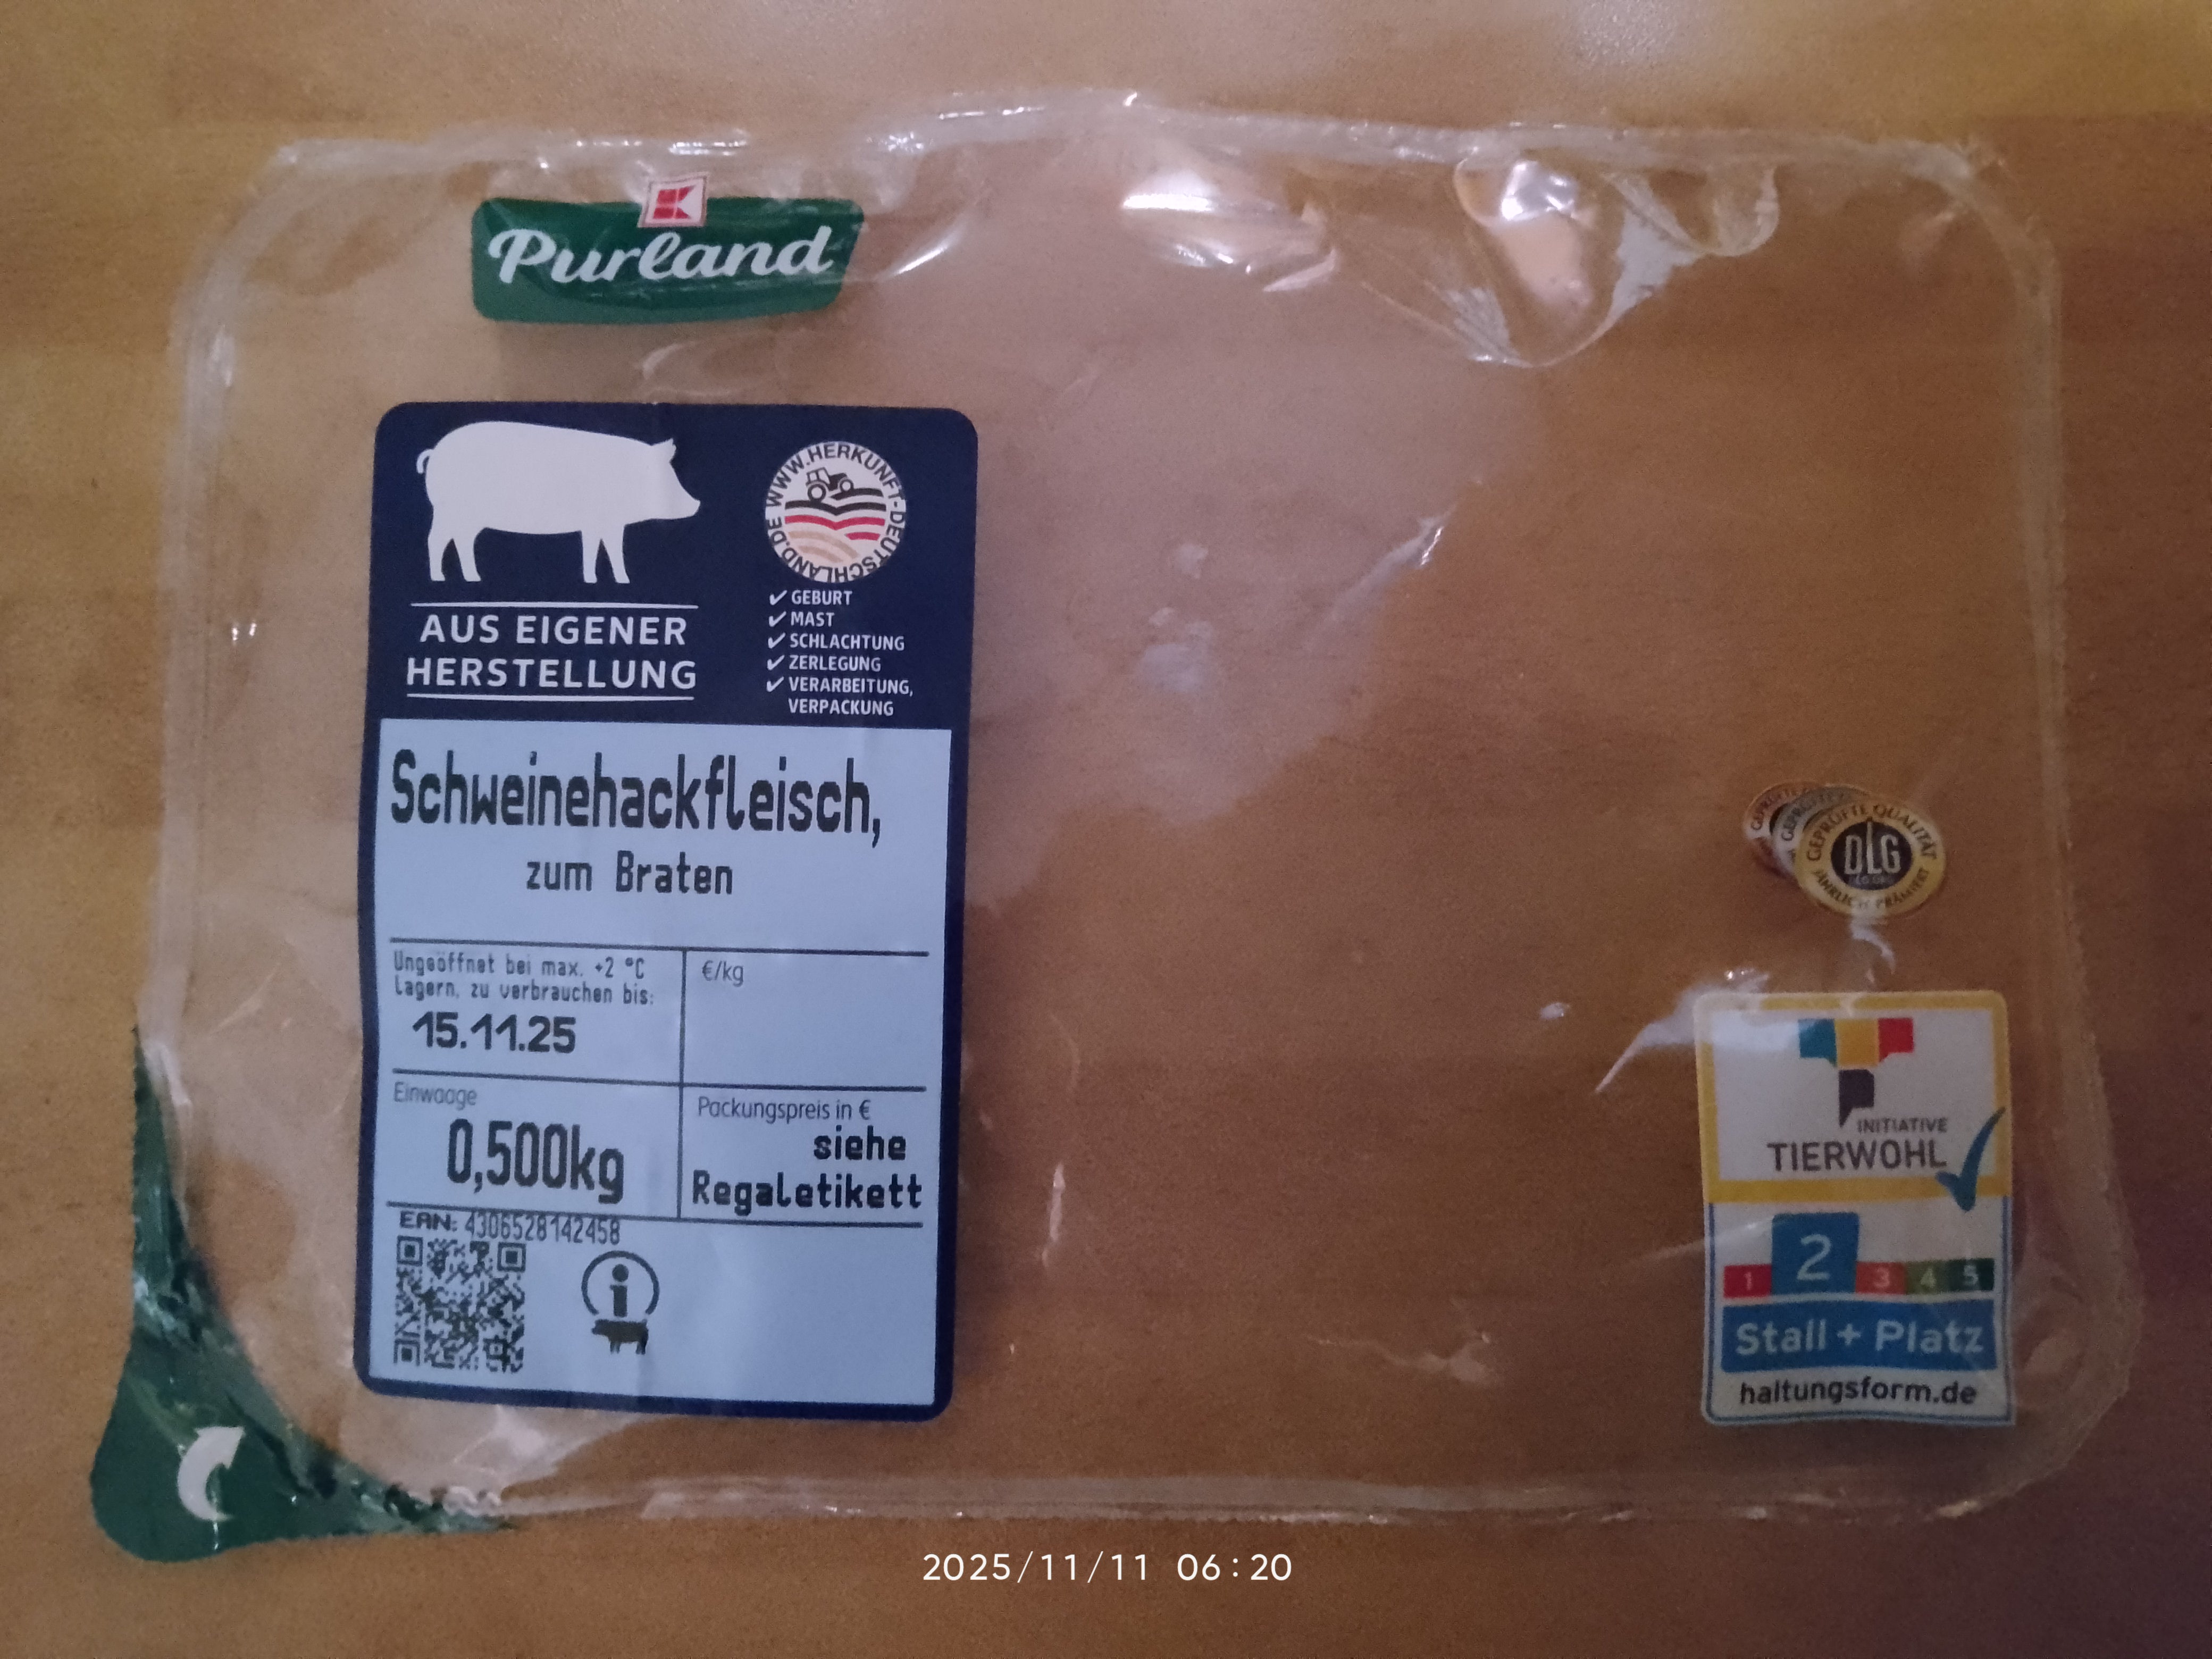 K
Purland
WWW.HERKUNFT-DEUTSCHLAND.DE
✓ GEBURT
✓ MAST
✓ SCHLACHTUNG
✓ ZERLEGUNG
✓ VERARBEITUNG,
VERPACKUNG
AUS EIGENER
HERSTELLUNG
Schweinehackfleisch,
zum Braten
Ungeöffnet bei max. +2 °C
lagern, zu verbrauchen bis:
15.11.25
€/kg
Einwaage
0,500kg
Packungspreis in €
siehe
Regaletikett
EAN: 4306528142458
i
GEPRÜFTE QUALITÄT
DLG
JÄHRLICH PRÄMIERT
INITIATIVE
TIERWOHL
1 2 3 4 5
Stall + Platz
haltungsform.de
2025/11/11 06:20